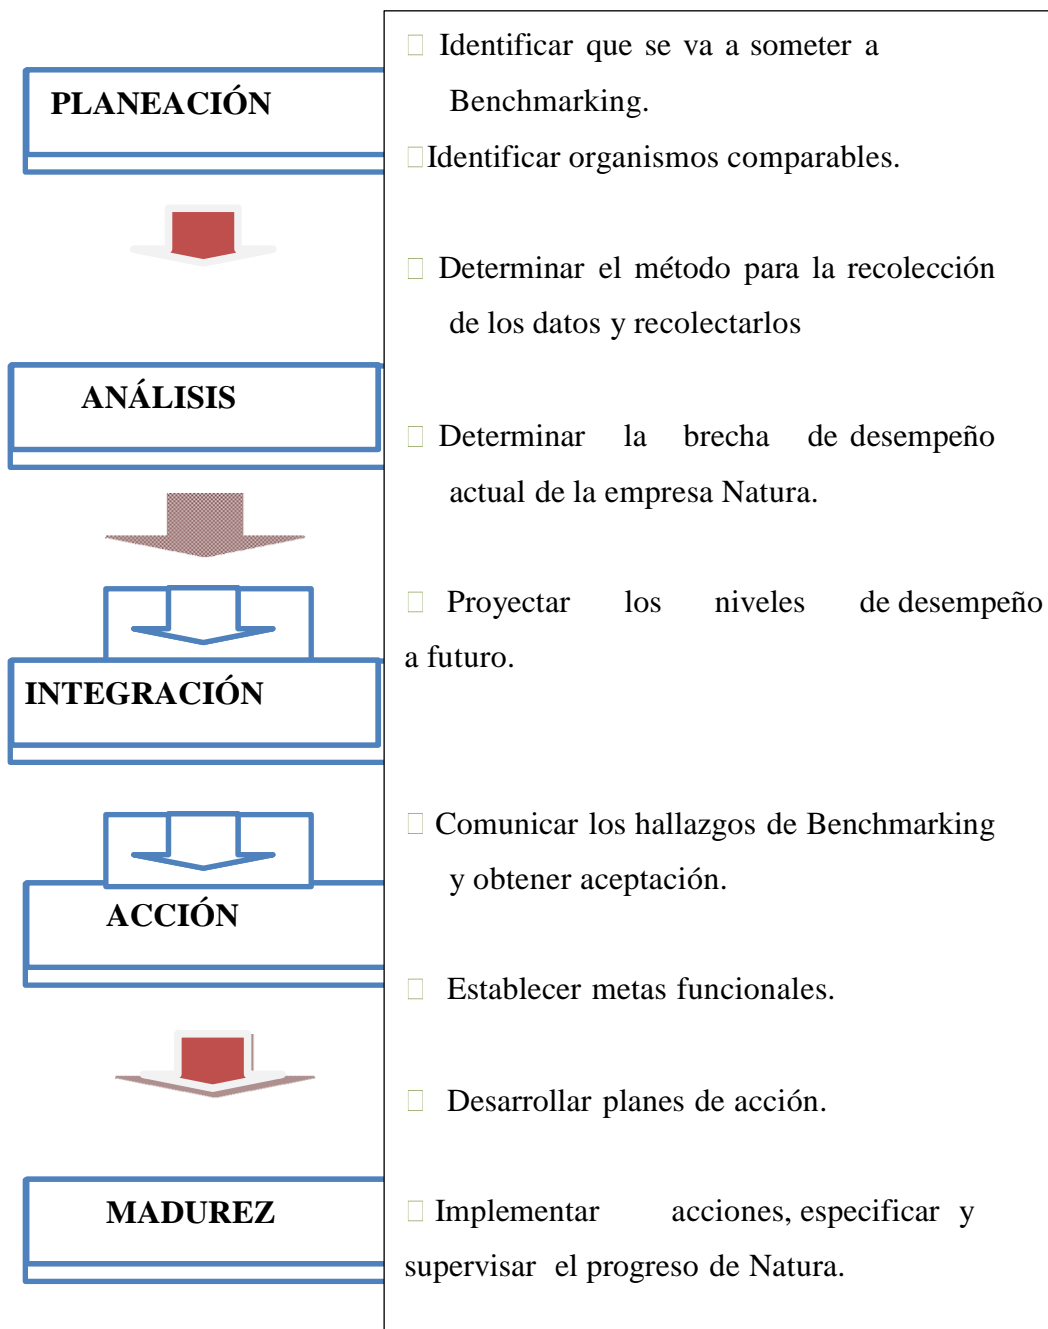 PLANEACIÓN
□ Identificar que se va a someter a
Benchmarking.
□Identificar organismos comparables.
□ Determinar el método para la recolección
de los datos y recolectarlos
ANÁLISIS
□ Determinar la brecha de desempeño
actual de la empresa Natura.
□ Proyectar los niveles de desempeño
a futuro.
INTEGRACIÓN
□ Comunicar los hallazgos de Benchmarking
y obtener aceptación.
ACCIÓN
□ Establecer metas funcionales.
□ Desarrollar planes de acción.
MADUREZ
□ Implementar acciones, especificar y
supervisar el progreso de Natura.